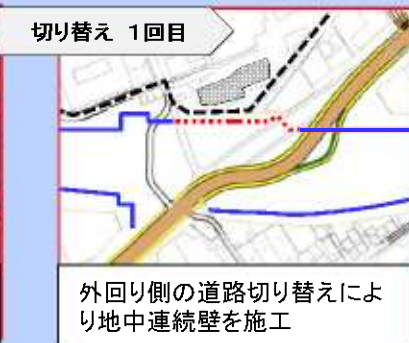 切り替え 1回目
外回り側の道路切り替えによ
り地中連続壁を施工